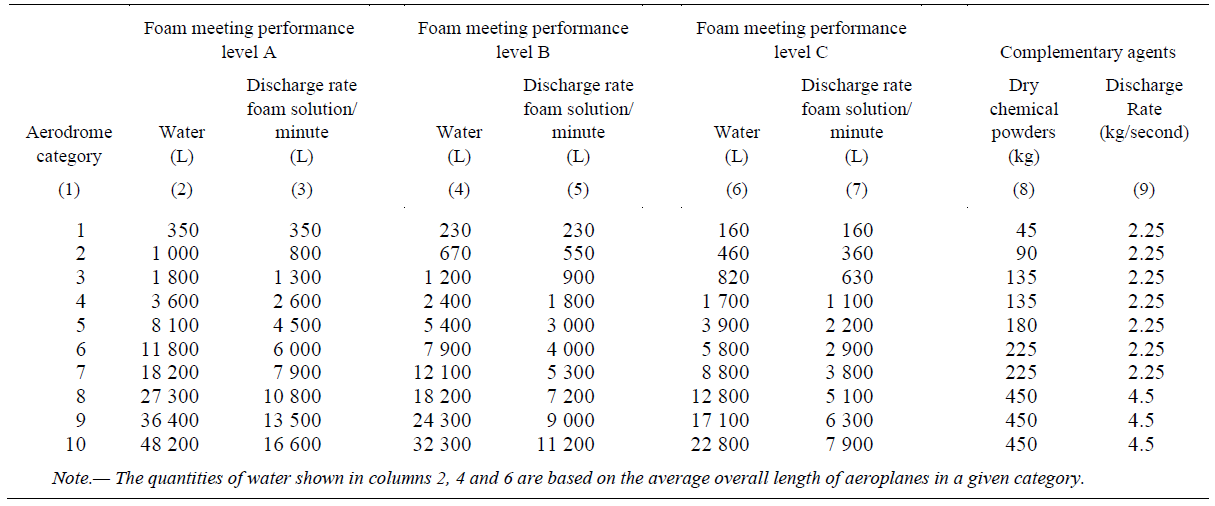 Foam meeting performance level A Foam meeting performance level B Foam meeting performance level C Complementary agents
Aerodrome category Water (L) Discharge rate foam solution/ minute (L) Water (L) Discharge rate foam solution/ minute (L) Water (L) Discharge rate foam solution/ minute (L) Dry chemical powders (kg) Discharge Rate (kg/second)
(1) (2) (3) (4) (5) (6) (7) (8) (9)
1 350 350 230 230 160 160 45 2.25
2 1 000 800 670 550 460 360 90 2.25
3 1 800 1 300 1 200 900 820 630 135 2.25
4 3 600 2 600 2 400 1 800 1 700 1 100 135 2.25
5 8 100 4 500 5 400 3 000 3 900 2 200 180 2.25
6 11 800 6 000 7 900 4 000 5 800 2 900 225 2.25
7 18 200 7 900 12 100 5 300 8 800 3 800 225 2.25
8 27 300 10 800 18 200 7 200 12 800 5 100 450 4.5
9 36 400 13 500 24 300 9 000 17 100 6 300 450 4.5
10 48 200 16 600 32 300 11 200 22 800 7 900 450 4.5
Note.— The quantities of water shown in columns 2, 4 and 6 are based on the average overall length of aeroplanes in a given category.